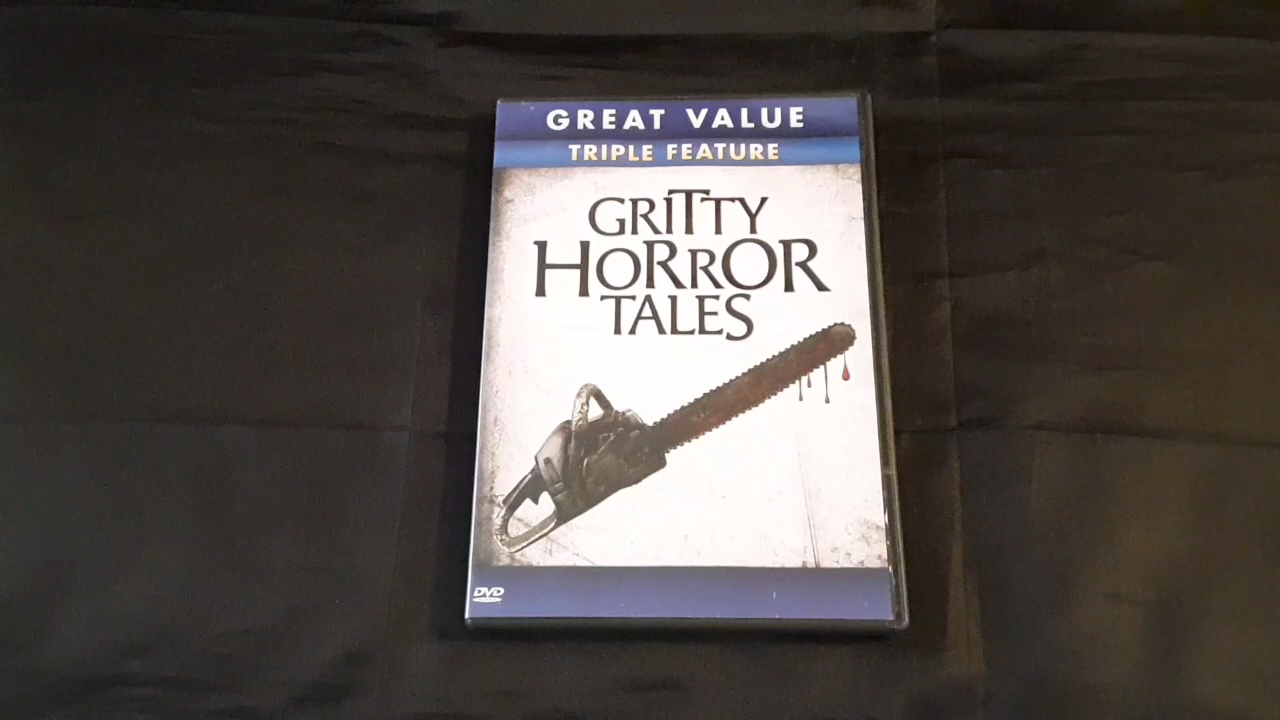 GREAT VALUE
TRIPLE FEATURE
GRITTY
HORROR
TALES
DVD